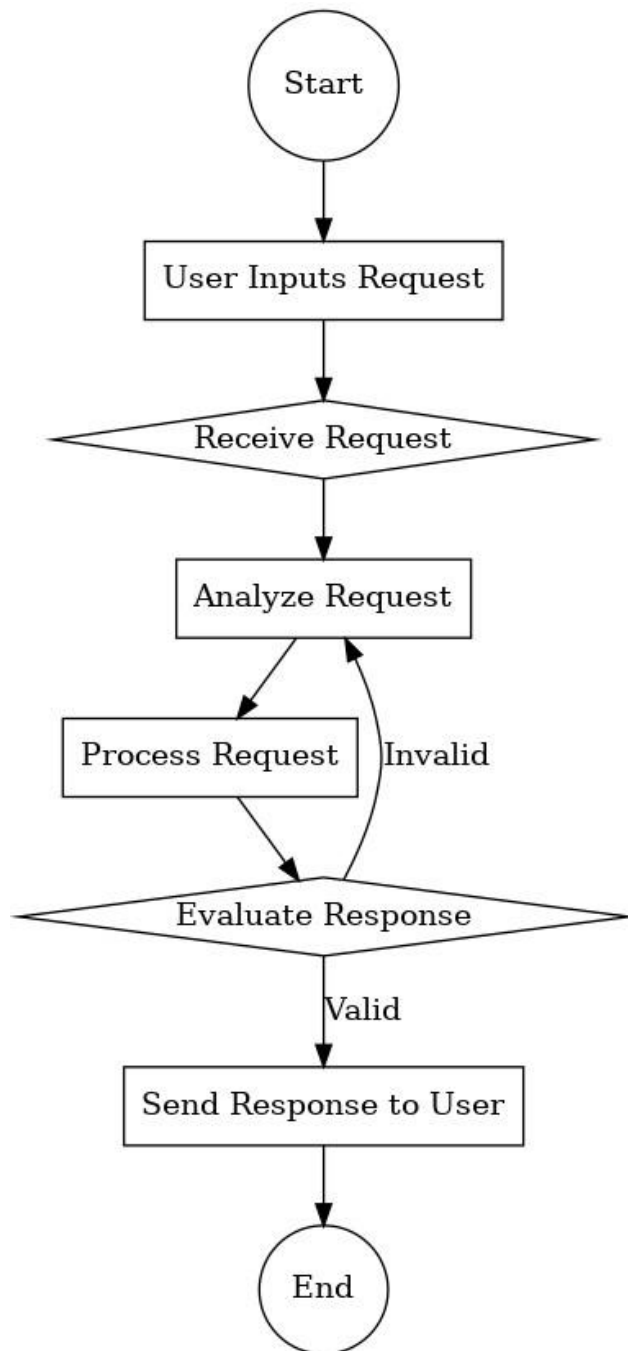 Start
User Inputs Request
Receive Request
Analyze Request
Process Request
Invalid
Evaluate Response
Valid
Send Response to User
End